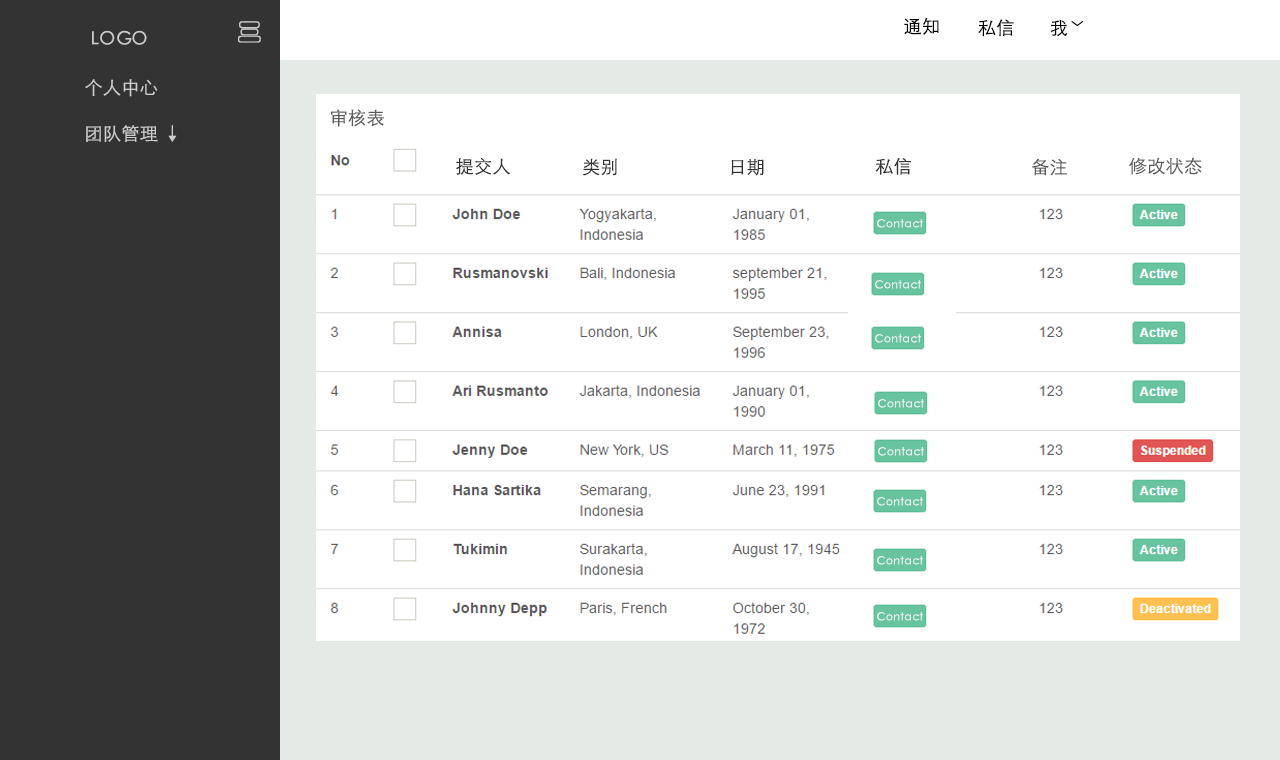 LOGO
通知 私信 我
个人中心
团队管理
审核表
No 提交人 类别 日期 私信 备注 修改状态
1 John Doe Yogyakarta, January 01, Contact 123 Active
Indonesia 1985
2 Rusmanovski Bali, Indonesia september 21, Contact 123 Active
1995
3 Annisa London, UK September 23, Contact 123 Active
1996
4 Ari Rusmanto Jakarta, Indonesia January 01, Contact 123 Active
1990
5 Jenny Doe New York, US March 11, 1975 Contact 123 Suspended
6 Hana Sartika Semarang, June 23, 1991 Contact 123 Active
Indonesia
7 Tukimin Surakarta, August 17, 1945 Contact 123 Active
Indonesia
8 Johnny Depp Paris, French October 30, Contact 123 Deactivated
1972